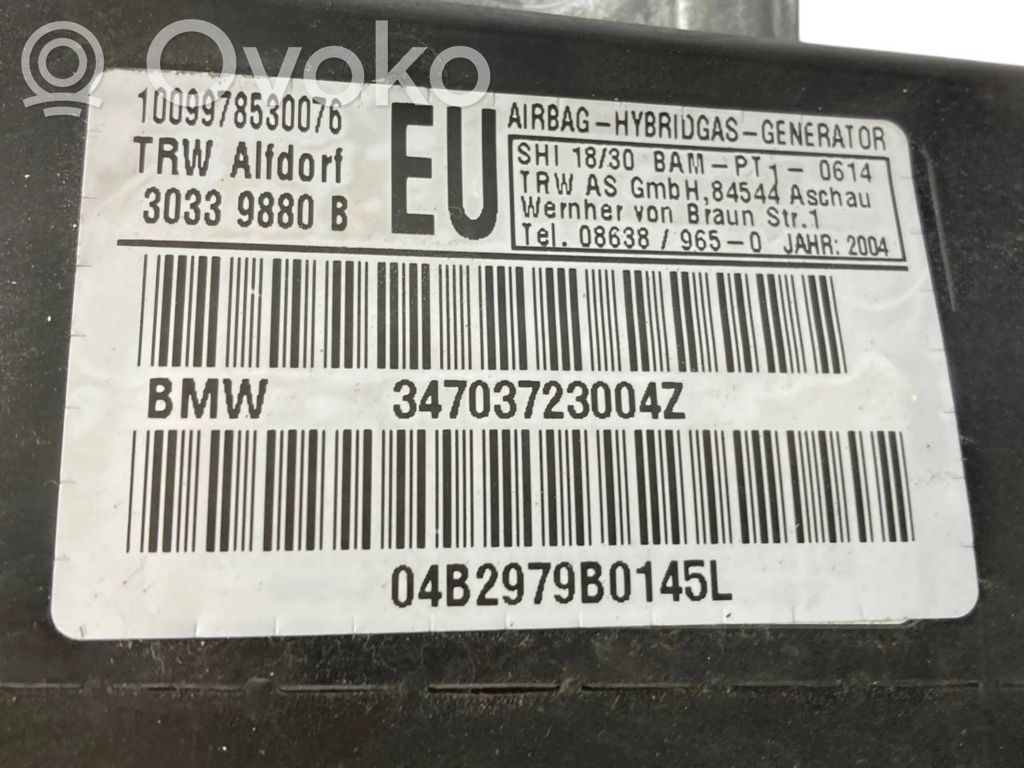 Ovoko
1009978530076
TRW Alfdorf
3033 9880 B
EU
AIRBAG-HYBRIDGAS-GENERATOR
SHI 18/30 BAM-PT1-0614
TRW AS GmbH,84544 Aschau
Wernher von Braun Str.1
Tel. 08638/965-0 JAHR: 2004
BMW 34703723004Z
04B2979B0145L